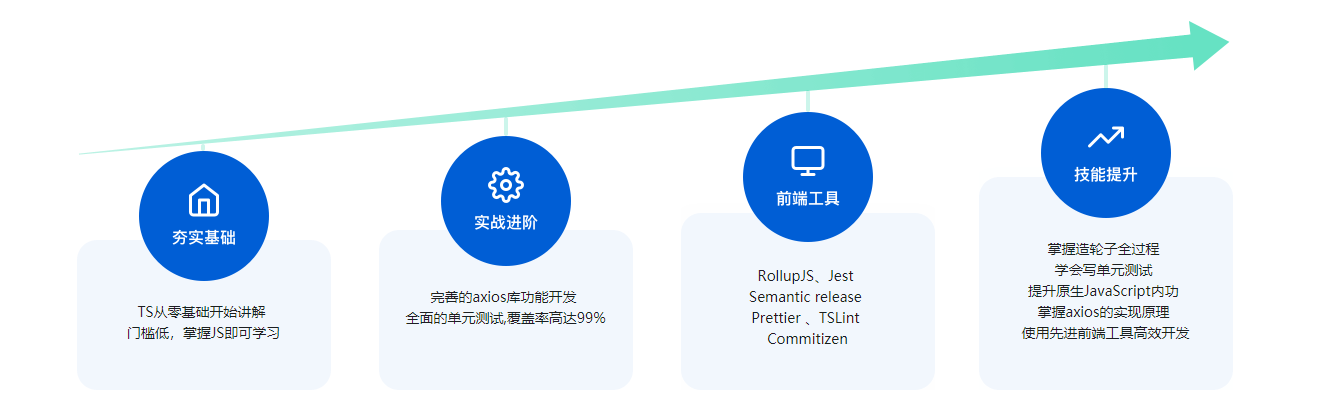 夯实基础
TS从零基础开始讲解
门槛低，掌握JS即可学习
实战进阶
完善的axios库功能开发
全面的单元测试,覆盖率高达99%
前端工具
RollupJS、Jest
Semantic release
Prettier 、TSLint
Commitizen
技能提升
掌握造轮子全过程
学会写单元测试
提升原生JavaScript内功
掌握axios的实现原理
使用先进前端工具高效开发